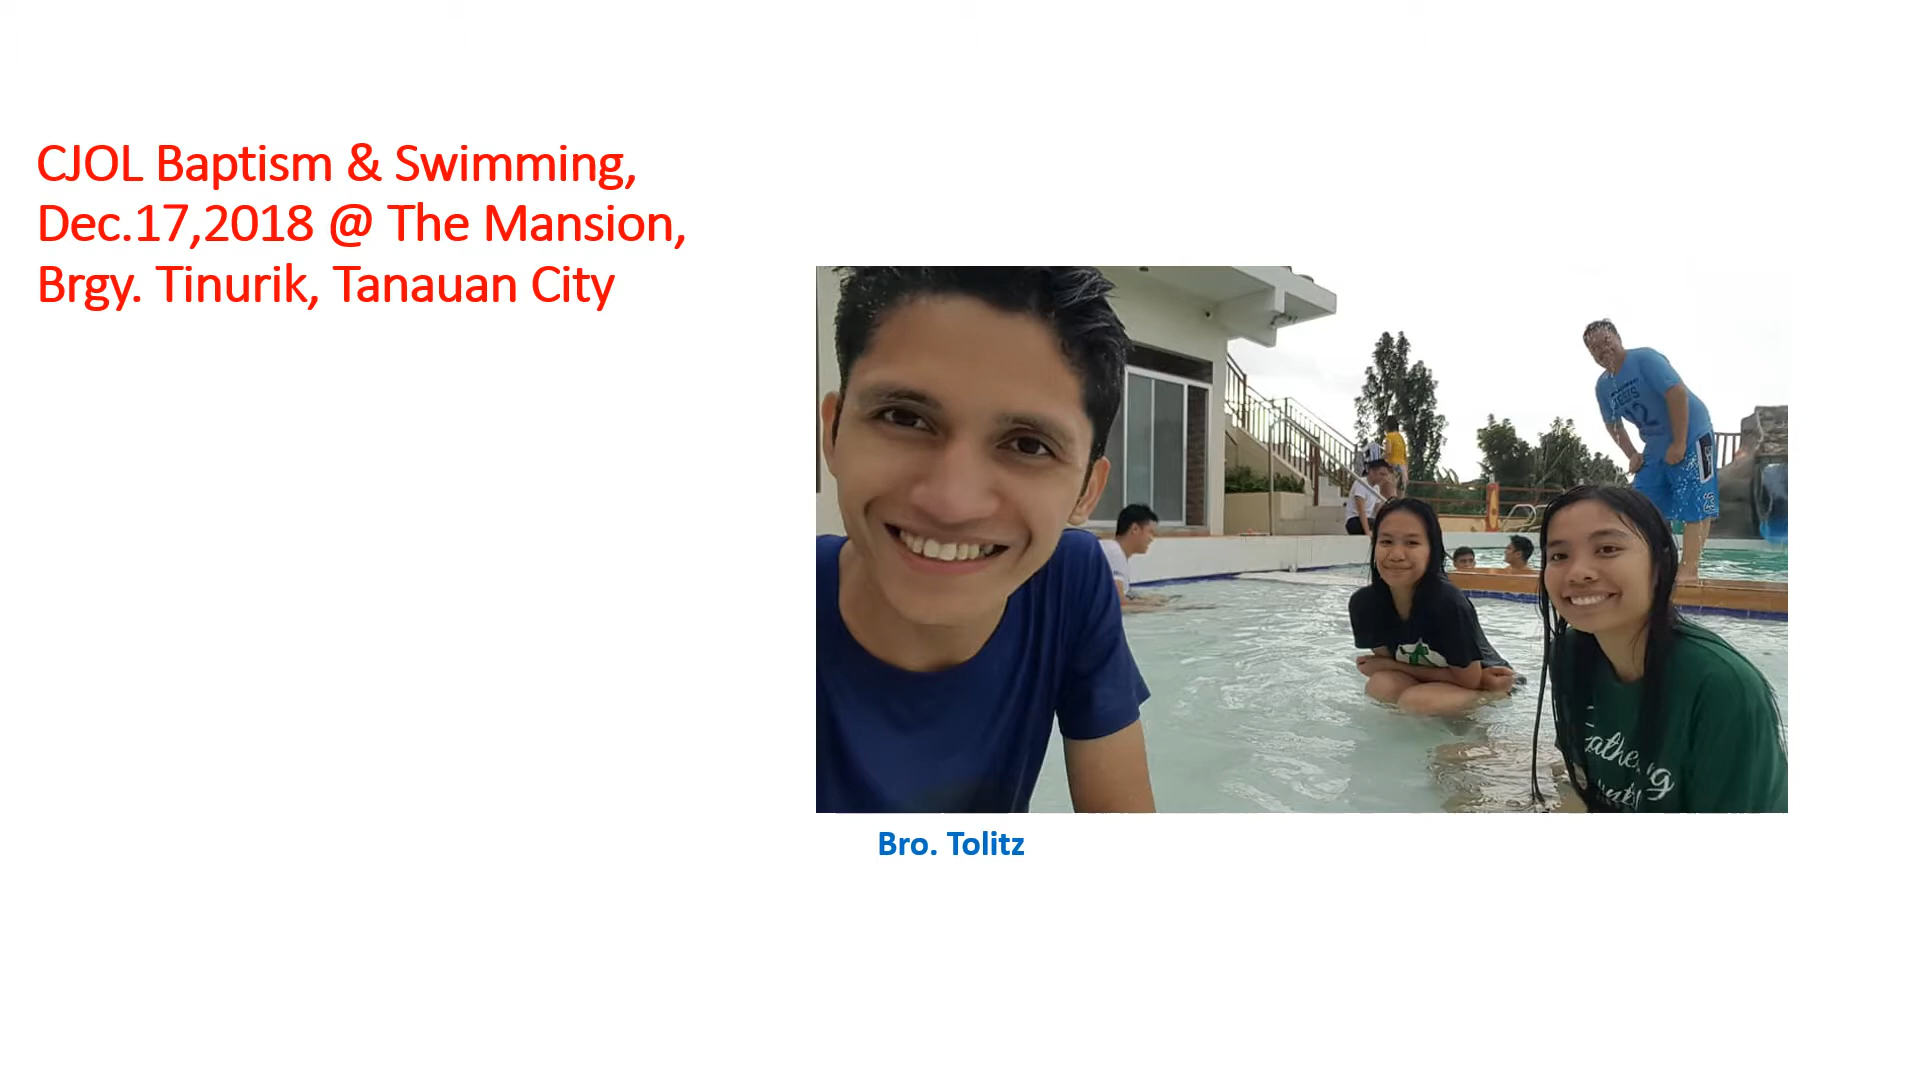 CJOL Baptism & Swimming,
Dec.17,2018 @ The Mansion,
Brgy. Tinurik, Tanauan City
Bro. Tolitz